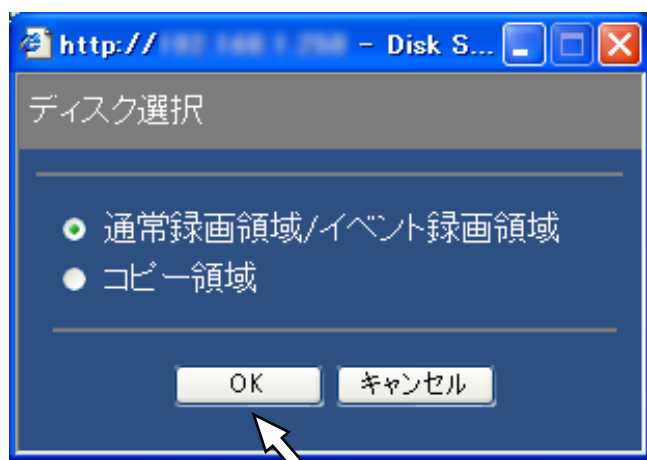 http:// - Disk S...
ディスク選択
通常録画領域/イベント録画領域
コピー領域
OK キャンセル